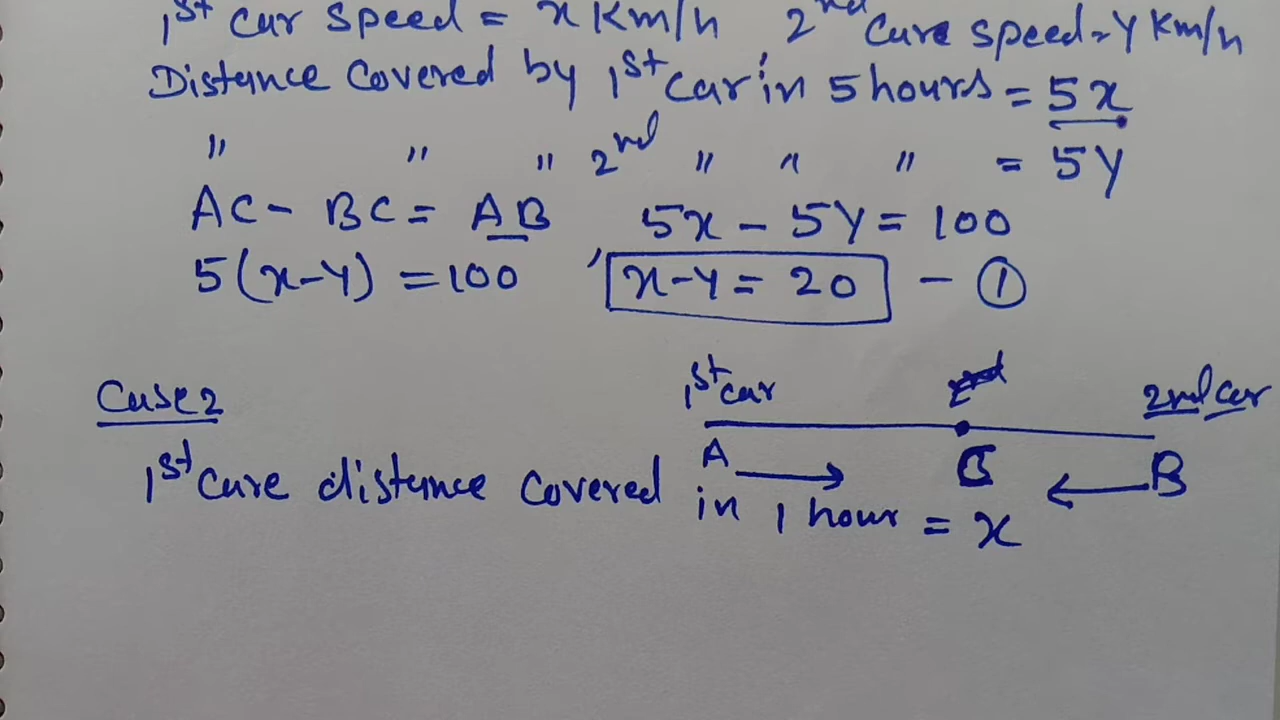 1st car speed = x Km/h 2nd Care speed = Y Km/h
Distance Covered by 1st car in 5 hours = 5x
" " " 2nd " " " = 5Y
AC - BC = AB 5x - 5Y = 100
5(x-Y) = 100 x-Y = 20 - ①
Case 2
1st car 2nd Car
A C B
1st Care distance covered in 1 hour = x